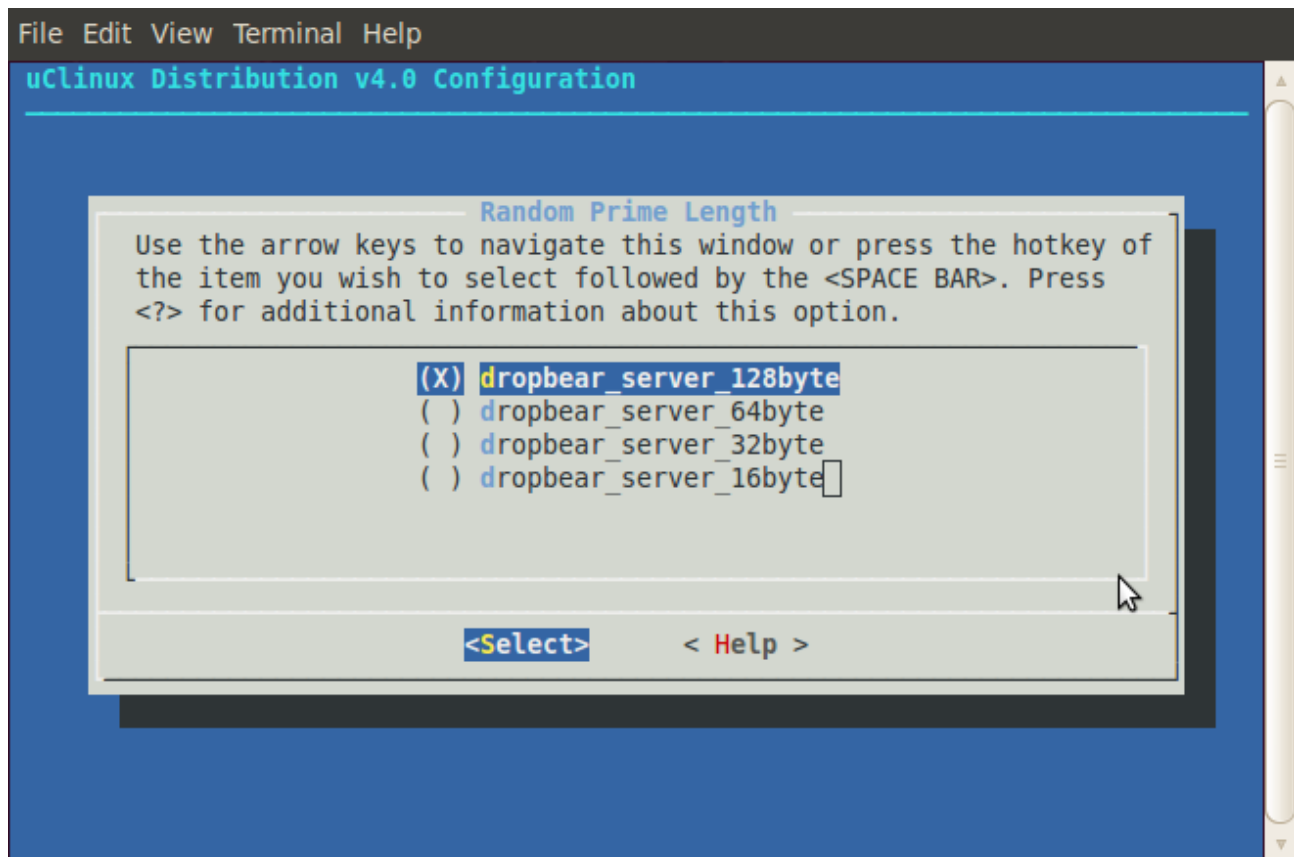 File Edit View Terminal Help
uClinux Distribution v4.0 Configuration
Random Prime Length
Use the arrow keys to navigate this window or press the hotkey of
the item you wish to select followed by the <SPACE BAR>. Press
<?> for additional information about this option.
(X) dropbear_server_128byte
( ) dropbear_server_64byte
( ) dropbear_server_32byte
( ) dropbear_server_16byte
<Select> < Help >